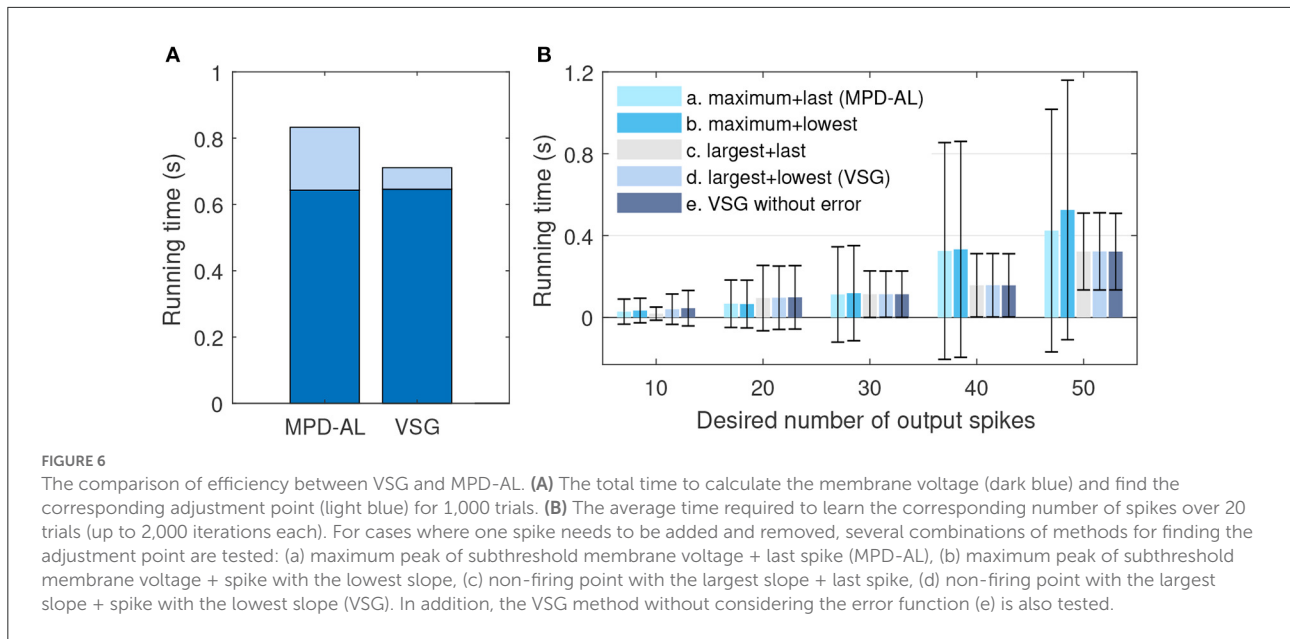 A
1
0.8
0.6
0.4
0.2
0
Running time (s)
MPD-AL VSG
B
1.2
0.8
0.4
0
Running time (s)
a. maximum+last (MPD-AL)
b. maximum+lowest
c. largest+last
d. largest+lowest (VSG)
e. VSG without error
10 20 30 40 50
Desired number of output spikes
FIGURE 6
The comparison of efficiency between VSG and MPD-AL. (A) The total time to calculate the membrane voltage (dark blue) and find the
corresponding adjustment point (light blue) for 1,000 trials. (B) The average time required to learn the corresponding number of spikes over 20
trials (up to 2,000 iterations each). For cases where one spike needs to be added and removed, several combinations of methods for finding the
adjustment point are tested: (a) maximum peak of subthreshold membrane voltage + last spike (MPD-AL), (b) maximum peak of subthreshold
membrane voltage + spike with the lowest slope, (c) non-firing point with the largest slope + last spike, (d) non-firing point with the largest
slope + spike with the lowest slope (VSG). In addition, the VSG method without considering the error function (e) is also tested.